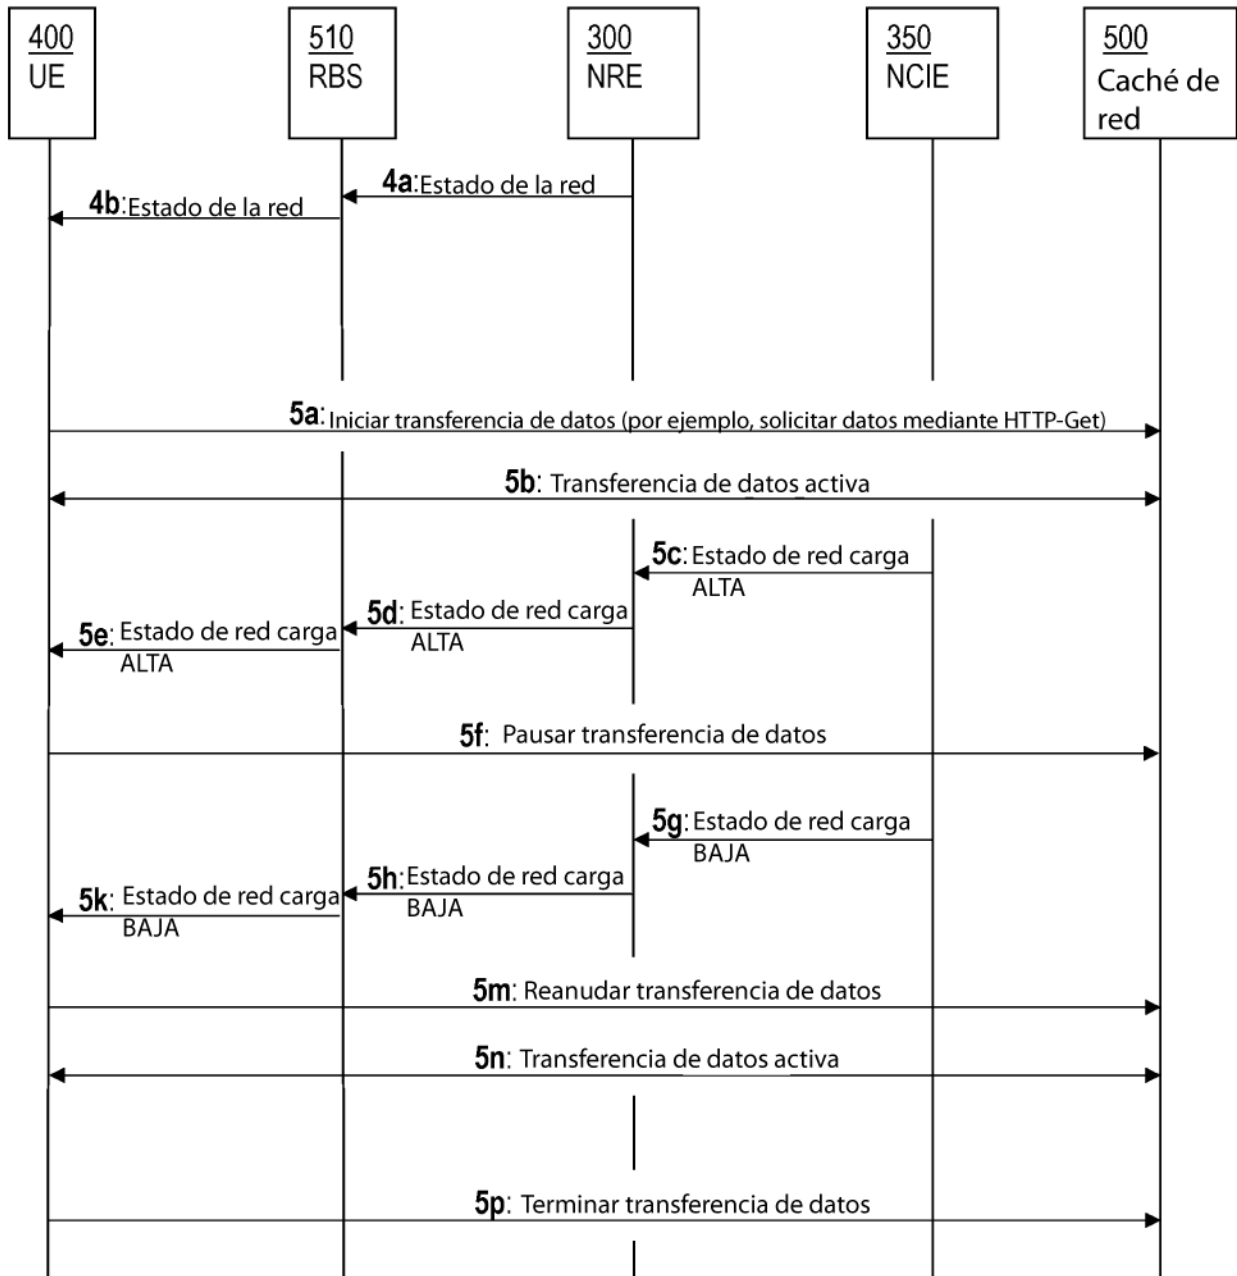 400
UE
510
RBS
300
NRE
350
NCIE
500
Caché de
red
4a:Estado de la red
4b:Estado de la red
5a: Iniciar transferencia de datos (por ejemplo, solicitar datos mediante HTTP-Get)
5b: Transferencia de datos activa
5c: Estado de red carga
ALTA
5d: Estado de red carga
ALTA
5e: Estado de red carga
ALTA
5f: Pausar transferencia de datos
5g: Estado de red carga
BAJA
5h: Estado de red carga
BAJA
5k: Estado de red carga
BAJA
5m: Reanudar transferencia de datos
5n: Transferencia de datos activa
5p: Terminar transferencia de datos